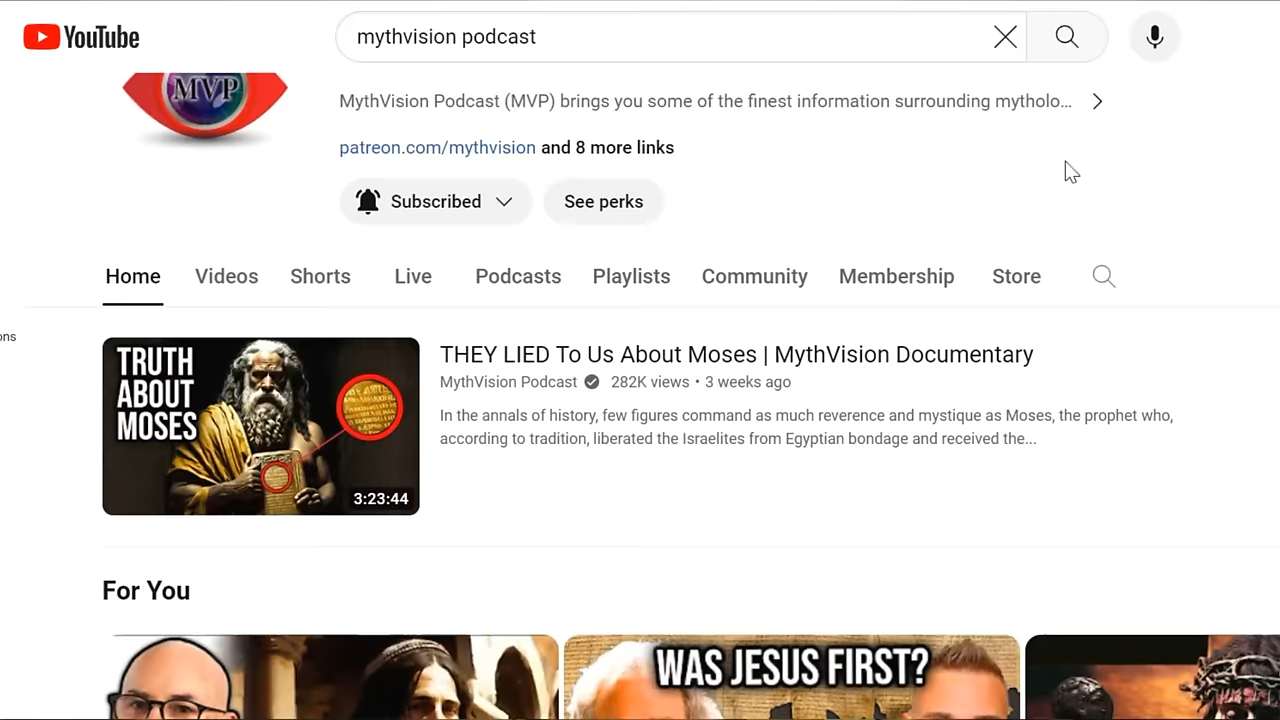 YouTube
mythvision podcast
MVP
MythVision Podcast (MVP) brings you some of the finest information surrounding mytholo...
patreon.com/mythvision and 8 more links
Subscribed
See perks
Home Videos Shorts Live Podcasts Playlists Community Membership Store
ons
TRUTH
ABOUT
MOSES
3:23:44
THEY LIED To Us About Moses | MythVision Documentary
MythVision Podcast 282K views • 3 weeks ago
In the annals of history, few figures command as much reverence and mystique as Moses, the prophet who,
according to tradition, liberated the Israelites from Egyptian bondage and received the...
For You
WAS JESUS FIRST?